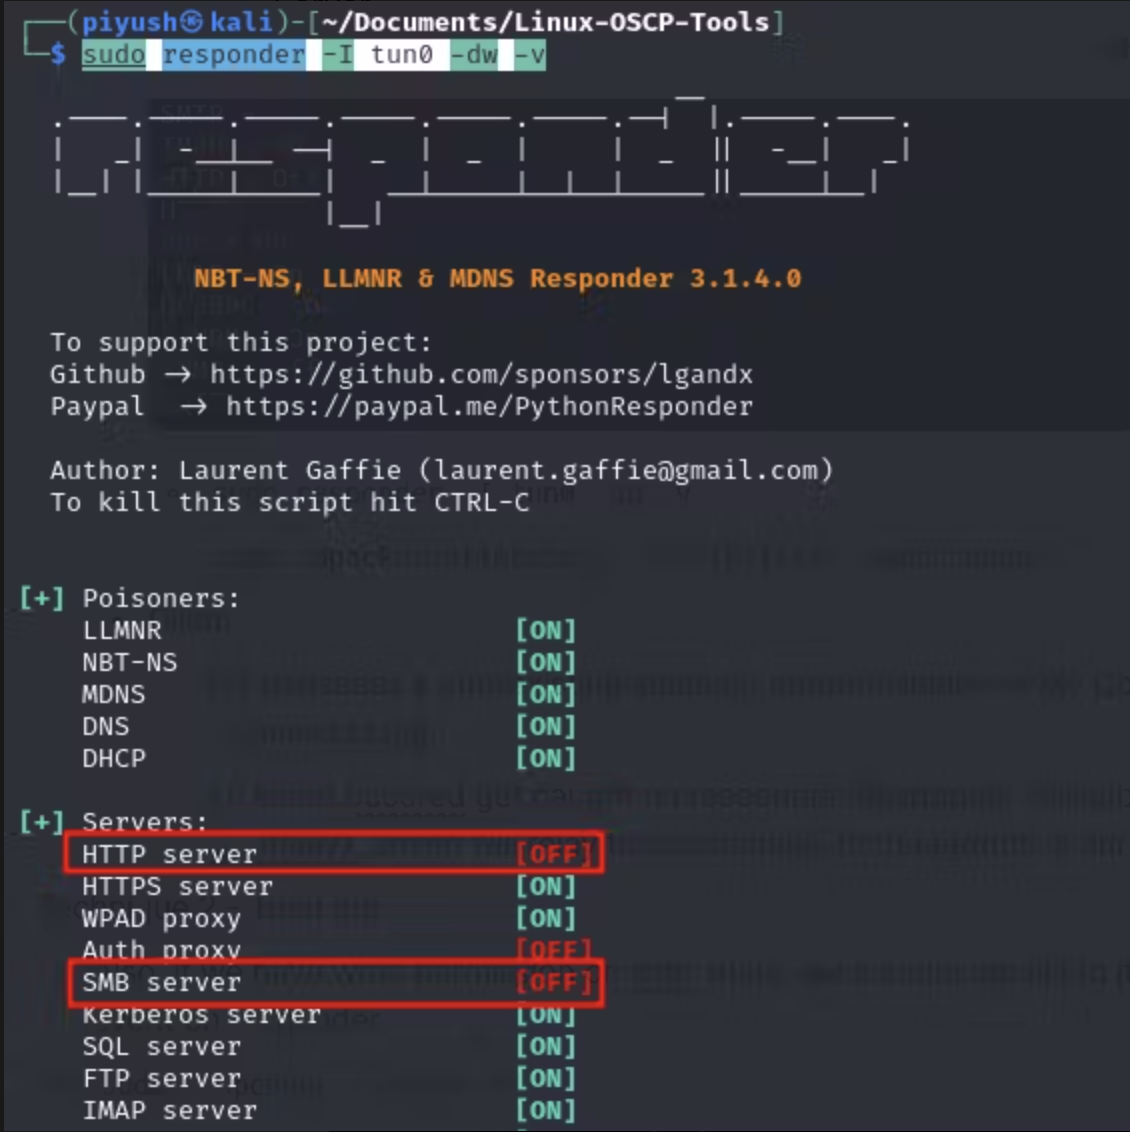 ┌──(piyush㉿kali)-[~/Documents/Linux-OSCP-Tools]
└─$ sudo responder -I tun0 -dw -v
NBT-NS, LLMNR & MDNS Responder 3.1.4.0
To support this project:
Github → https://github.com/sponsors/lgandx
Paypal → https://paypal.me/PythonResponder
Author: Laurent Gaffie (laurent.gaffie@gmail.com)
To kill this script hit CTRL-C
[+] Poisoners:
LLMNR [ON]
NBT-NS [ON]
MDNS [ON]
DNS [ON]
DHCP [ON]
[+] Servers:
HTTP server [OFF]
HTTPS server [ON]
WPAD proxy [ON]
Auth proxy [OFF]
SMB server [OFF]
Kerberos server [ON]
SQL server [ON]
FTP server [ON]
IMAP server [ON]